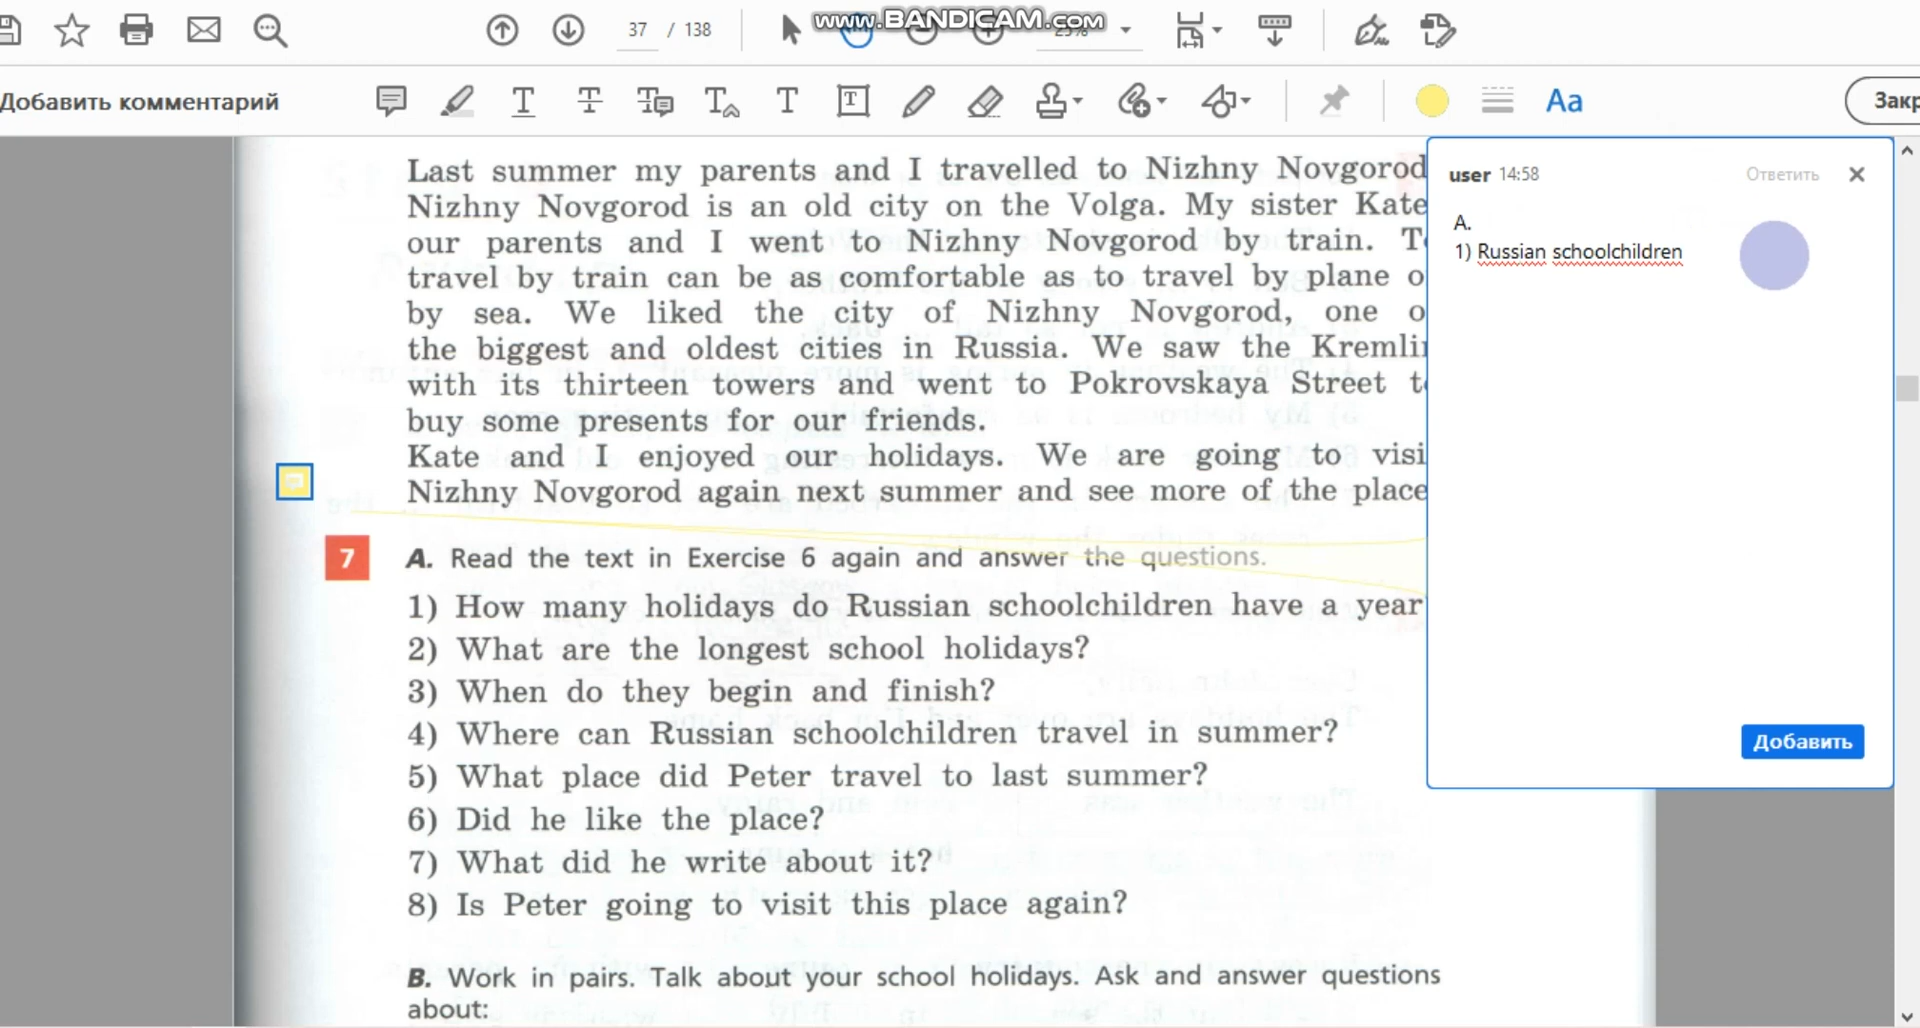 www.BANDICAM.com
37 / 138
25%
Добавить комментарий
Aa
Закр
Last summer my parents and I travelled to Nizhny Novgorod
Nizhny Novgorod is an old city on the Volga. My sister Kate
our parents and I went to Nizhny Novgorod by train. T
travel by train can be as comfortable as to travel by plane o
by sea. We liked the city of Nizhny Novgorod, one o
the biggest and oldest cities in Russia. We saw the Kremlin
with its thirteen towers and went to Pokrovskaya Street t
buy some presents for our friends.
Kate and I enjoyed our holidays. We are going to visi
Nizhny Novgorod again next summer and see more of the place
7 A. Read the text in Exercise 6 again and answer the questions.
1) How many holidays do Russian schoolchildren have a year
2) What are the longest school holidays?
3) When do they begin and finish?
4) Where can Russian schoolchildren travel in summer?
5) What place did Peter travel to last summer?
6) Did he like the place?
7) What did he write about it?
8) Is Peter going to visit this place again?
B. Work in pairs. Talk about your school holidays. Ask and answer questions
about:
user 14:58 Ответить
A.
1) Russian schoolchildren
Добавить